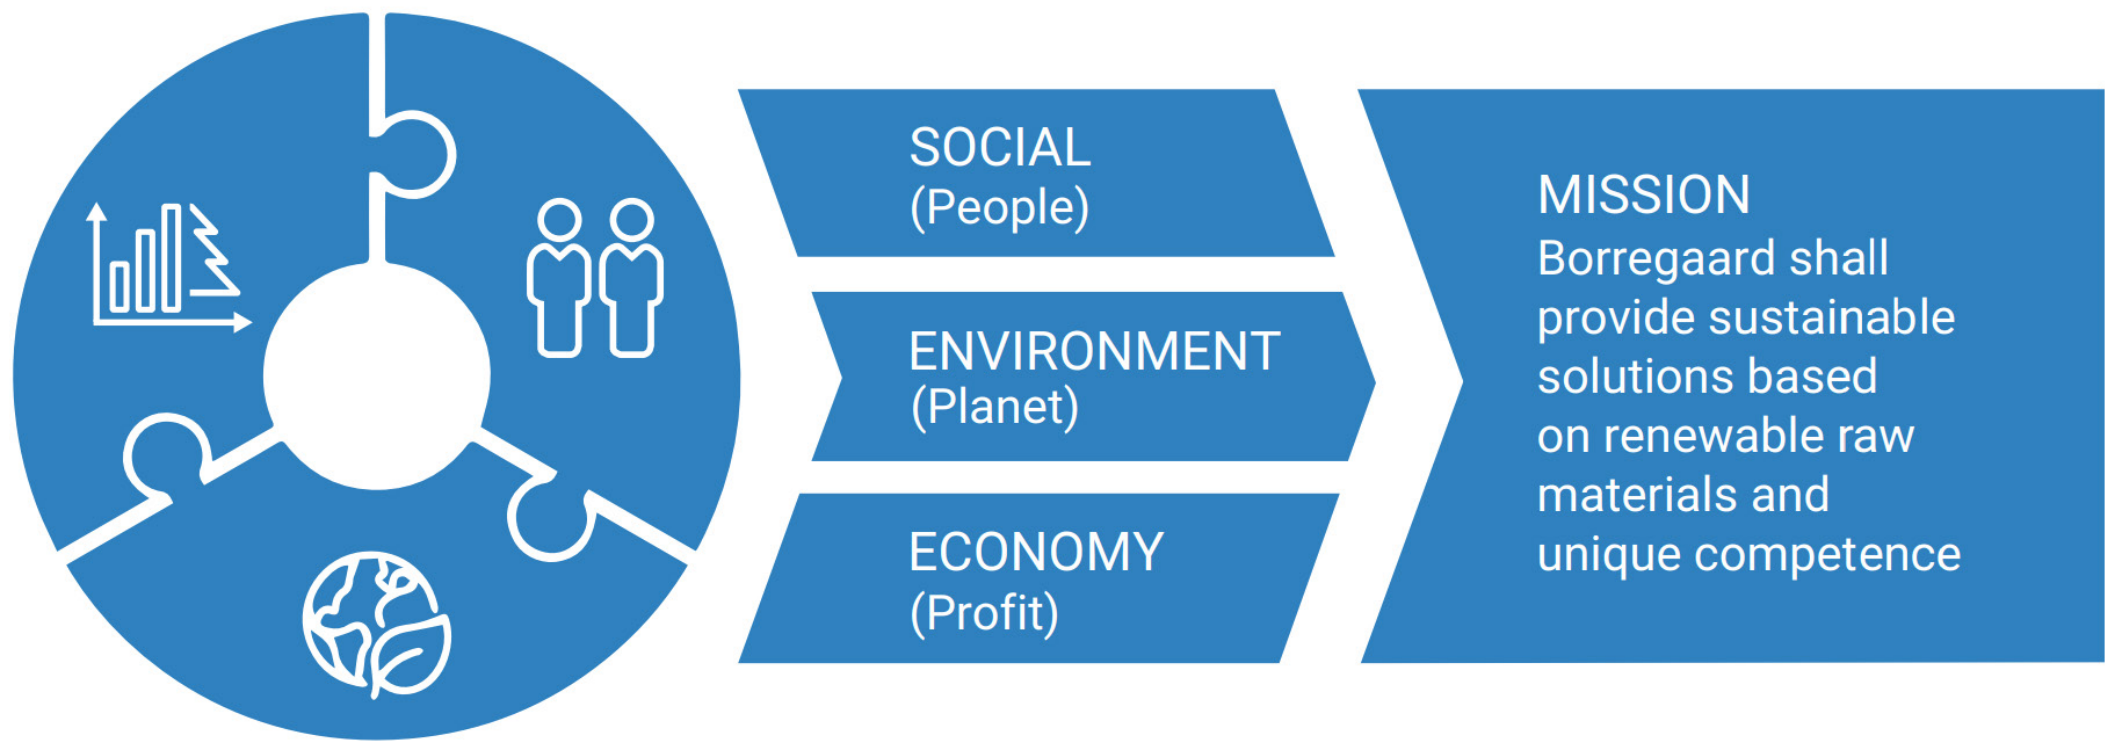 SOCIAL
(People)
ENVIRONMENT
(Planet)
ECONOMY
(Profit)
MISSION
Borregaard shall
provide sustainable
solutions based
on renewable raw
materials and
unique competence